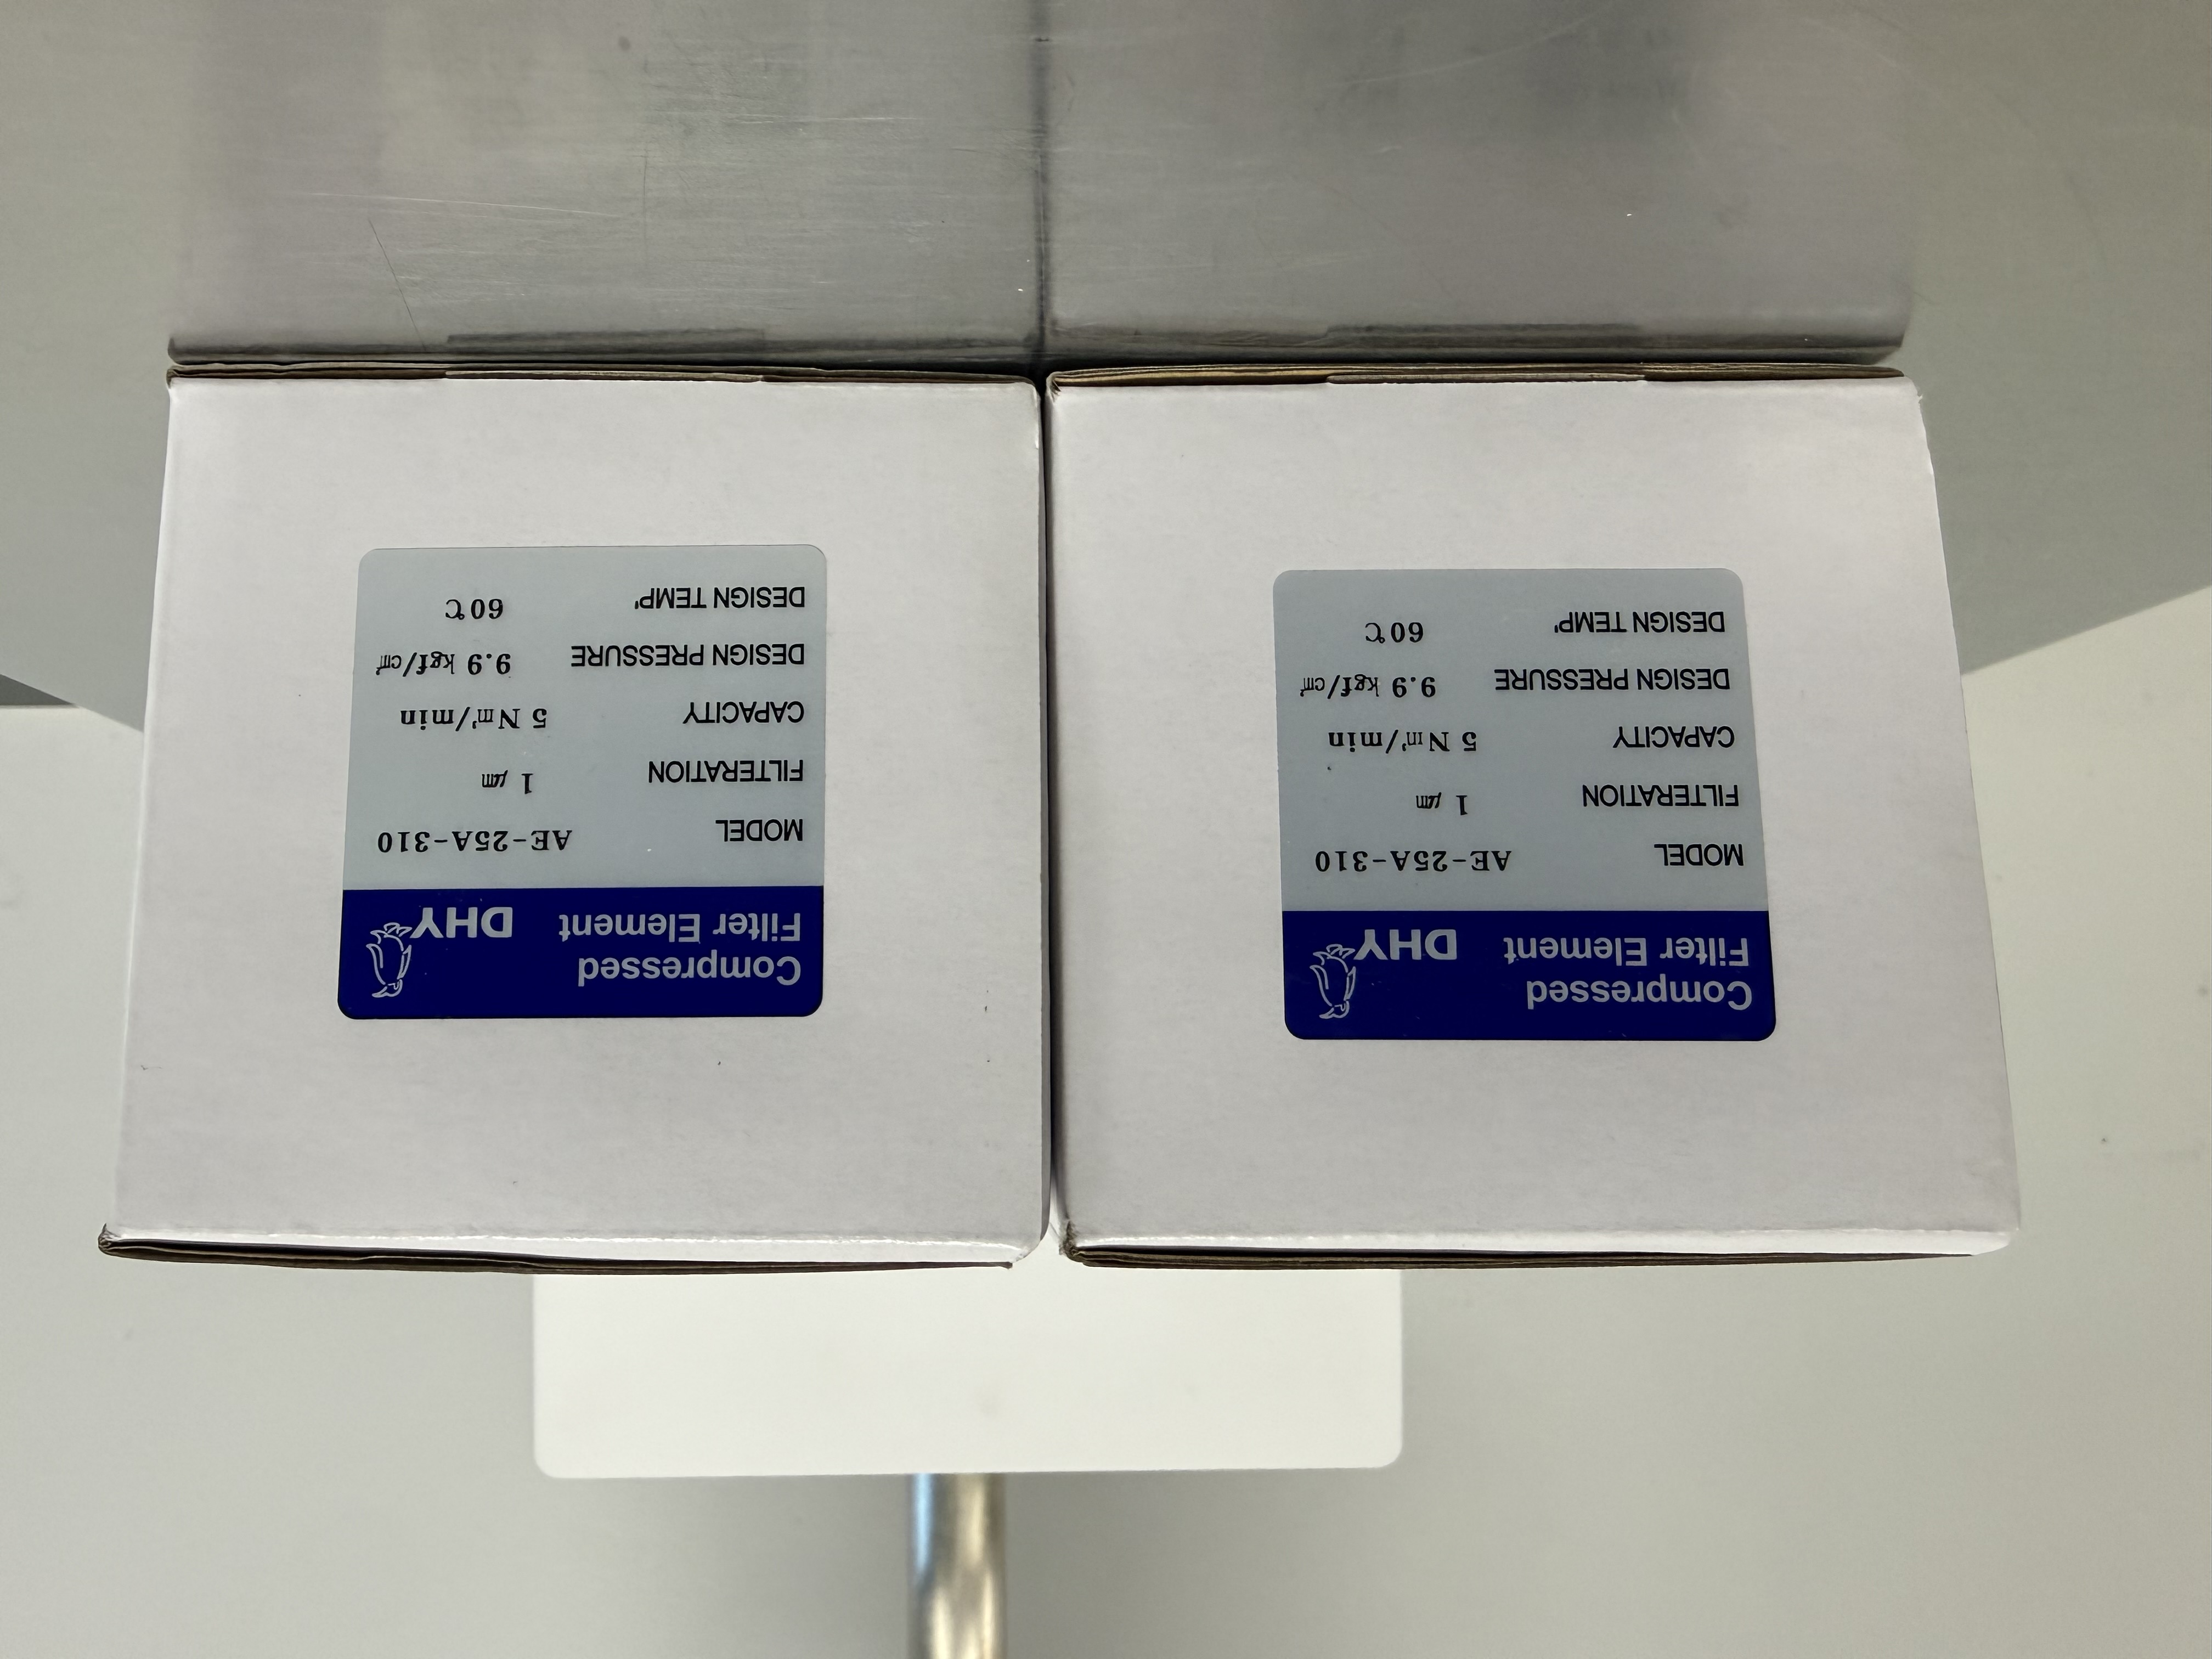 Compressed
Filter Element DHY
MODEL AE-25A-310
FILTERATION 1 ㎛
CAPACITY 5 N㎥/min
DESIGN PRESSURE 9.9 kgf/㎠
DESIGN TEMP' 60℃
Compressed
Filter Element DHY
MODEL AE-25A-310
FILTERATION 1 ㎛
CAPACITY 5 N㎥/min
DESIGN PRESSURE 9.9 kgf/㎠
DESIGN TEMP' 60℃